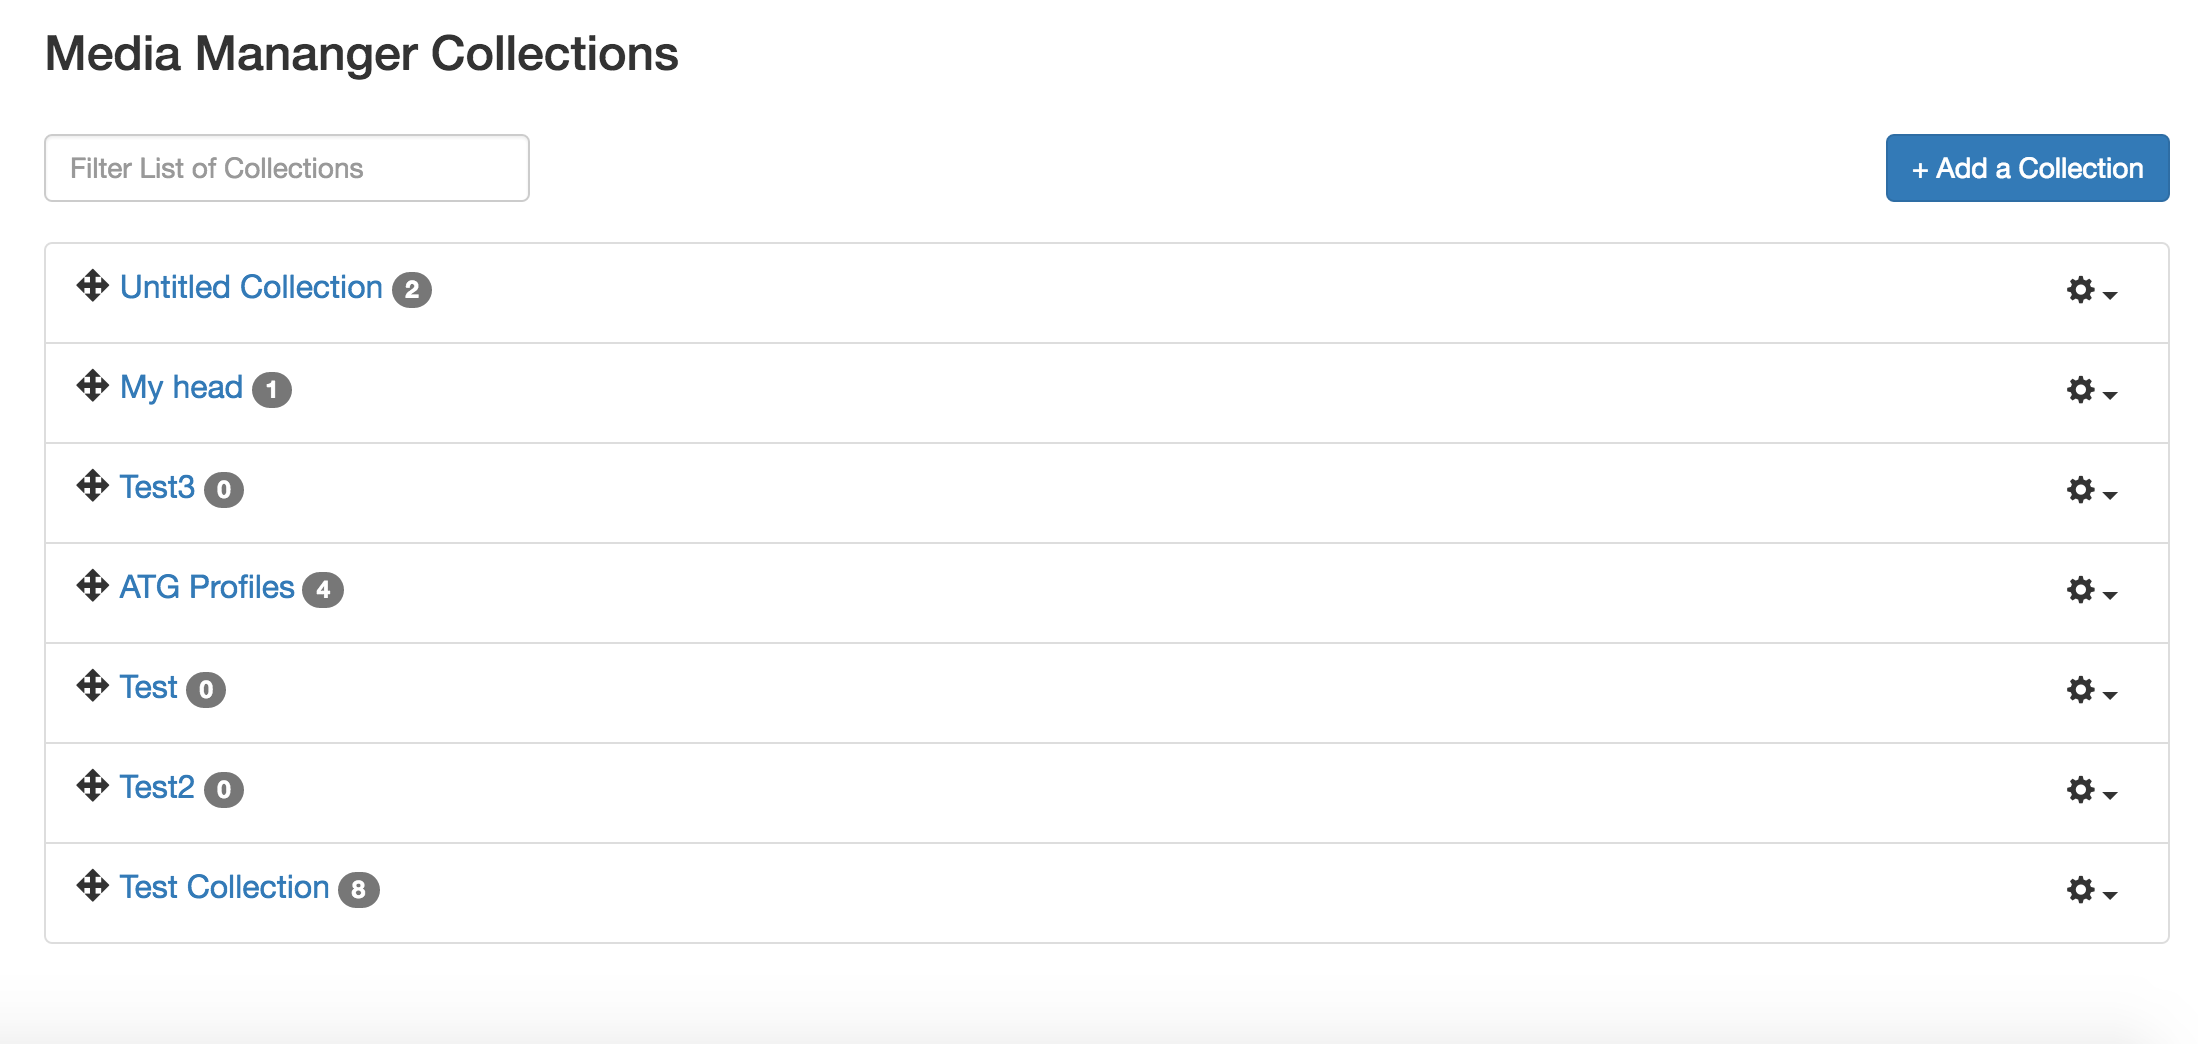 Media Mananger Collections
Filter List of Collections
+ Add a Collection
Untitled Collection 2
My head 1
Test3 0
ATG Profiles 4
Test 0
Test2 0
Test Collection 8